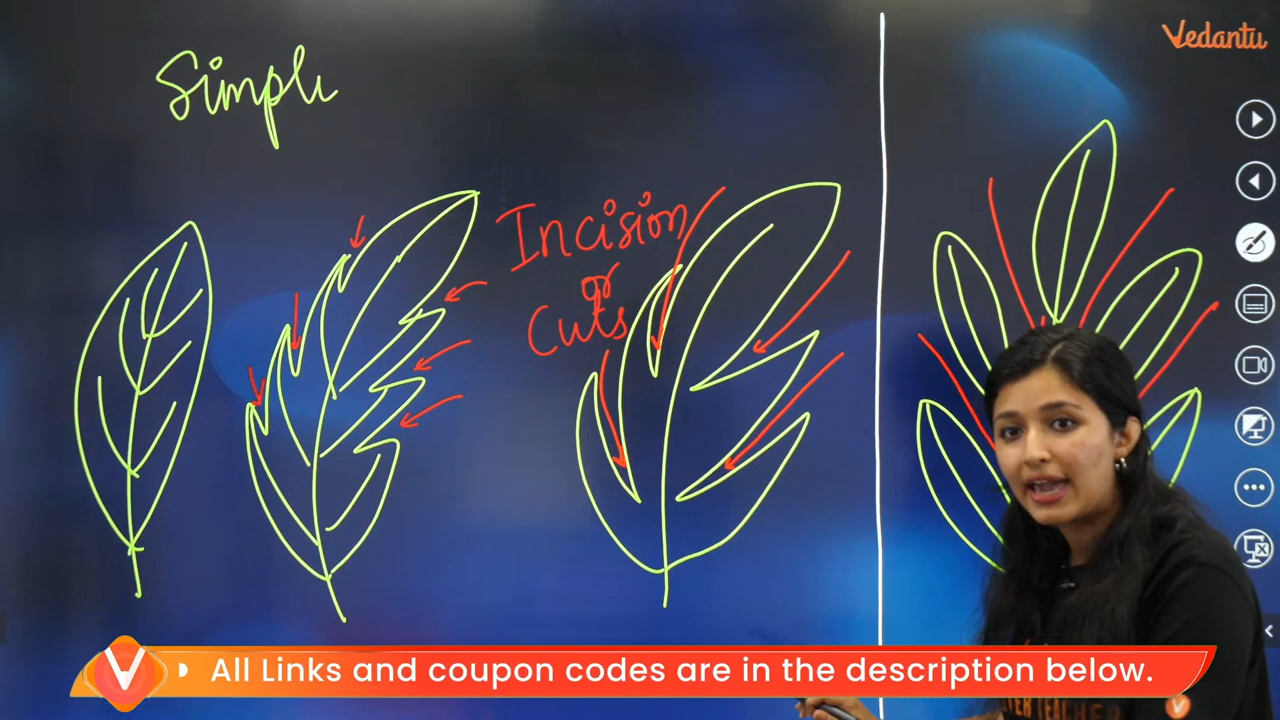 Vedantu
Simple
Incision
or
Cuts
All Links and coupon codes are in the description below.